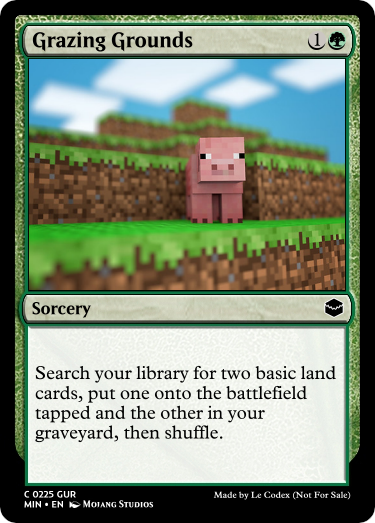 Grazing Grounds 1
Sorcery
Search your library for two basic land
cards, put one onto the battlefield
tapped and the other in your
graveyard, then shuffle.
C 0225 GUR
MIN • EN Mojang Studios
Made by Le Codex (Not For Sale)